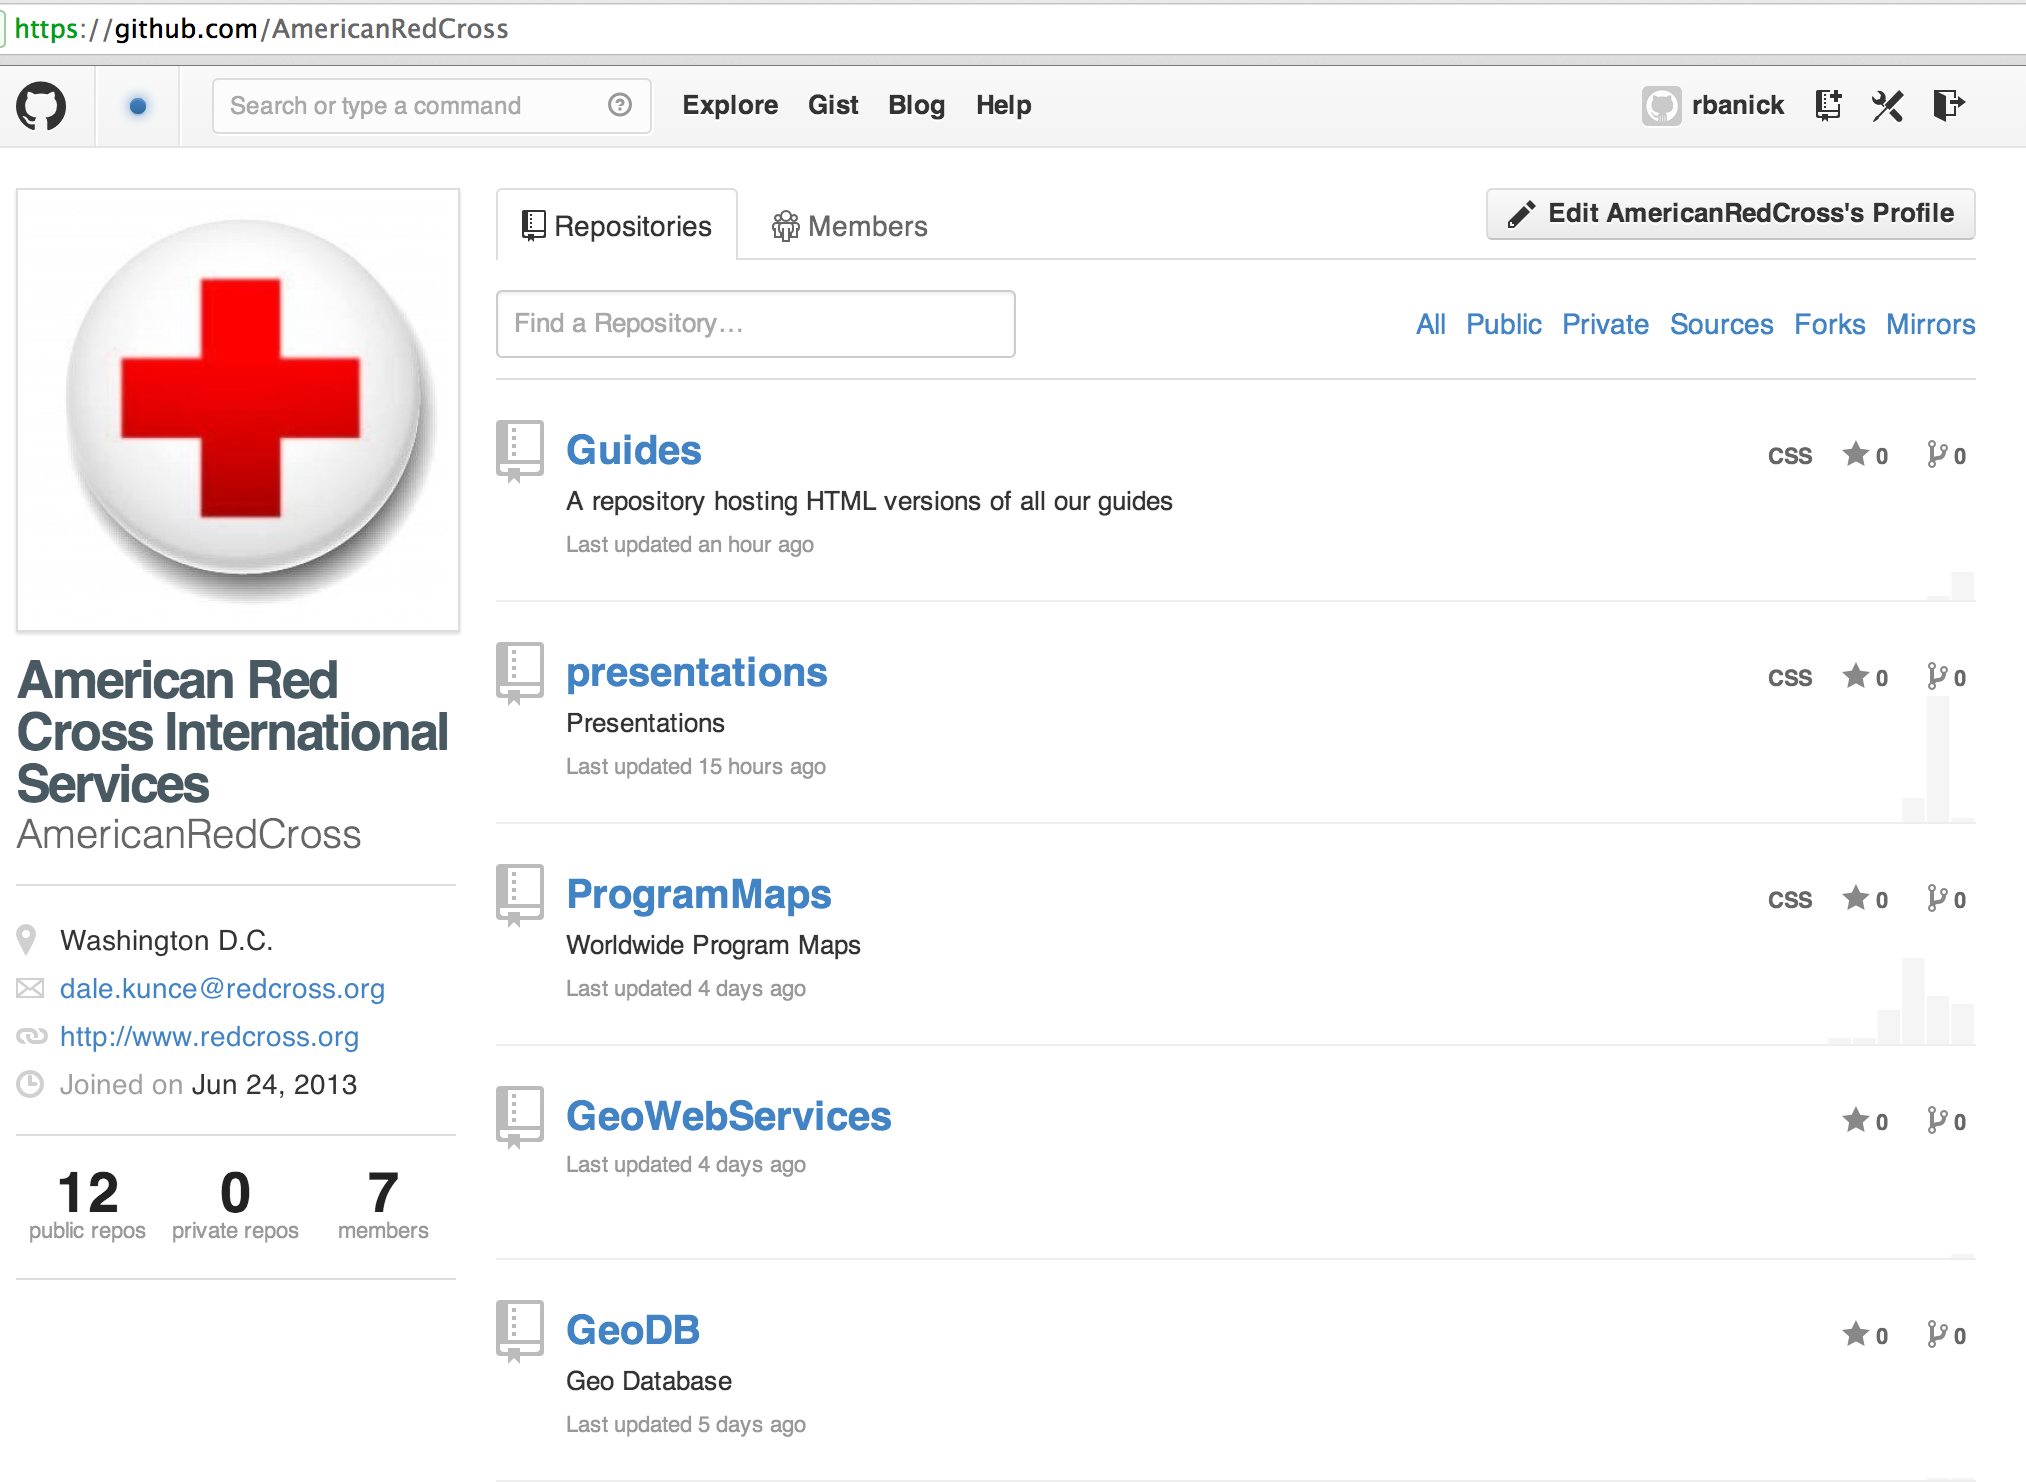 https://github.com/AmericanRedCross
Search or type a command
Explore Gist Blog Help
rbanick
Repositories Members
Edit AmericanRedCross's Profile
Find a Repository…
All Public Private Sources Forks Mirrors
American Red
Cross International
Services
AmericanRedCross
Washington D.C.
dale.kunce@redcross.org
http://www.redcross.org
Joined on Jun 24, 2013
12 0 7
public repos private repos members
Guides
CSS 0 0
A repository hosting HTML versions of all our guides
Last updated an hour ago
presentations
CSS 0 0
Presentations
Last updated 15 hours ago
ProgramMaps
CSS 0 0
Worldwide Program Maps
Last updated 4 days ago
GeoWebServices
0 0
Last updated 4 days ago
GeoDB
0 0
Geo Database
Last updated 5 days ago